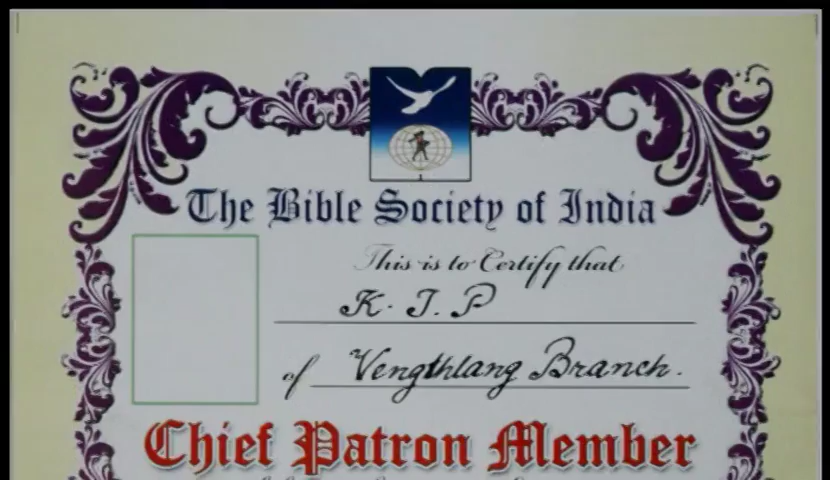 The Bible Society of India
This is to Certify that
K. T. P
of Vengthlang Branch.
Chief Patron Member